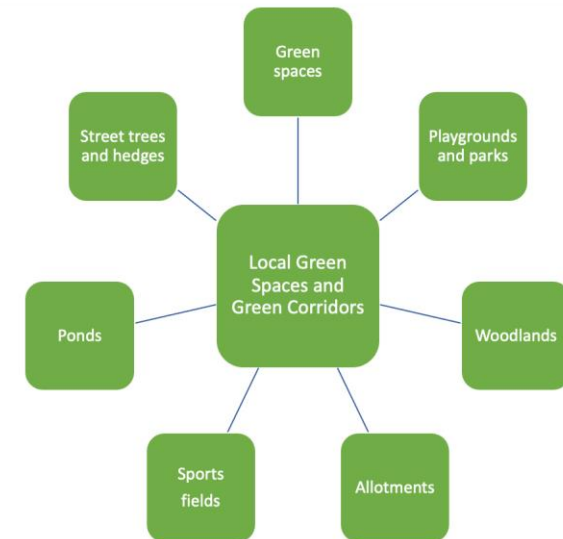 Green
spaces
Street trees
and hedges
Playgrounds
and parks
Local Green
Spaces and
Green Corridors
Ponds
Woodlands
Sports
fields
Allotments